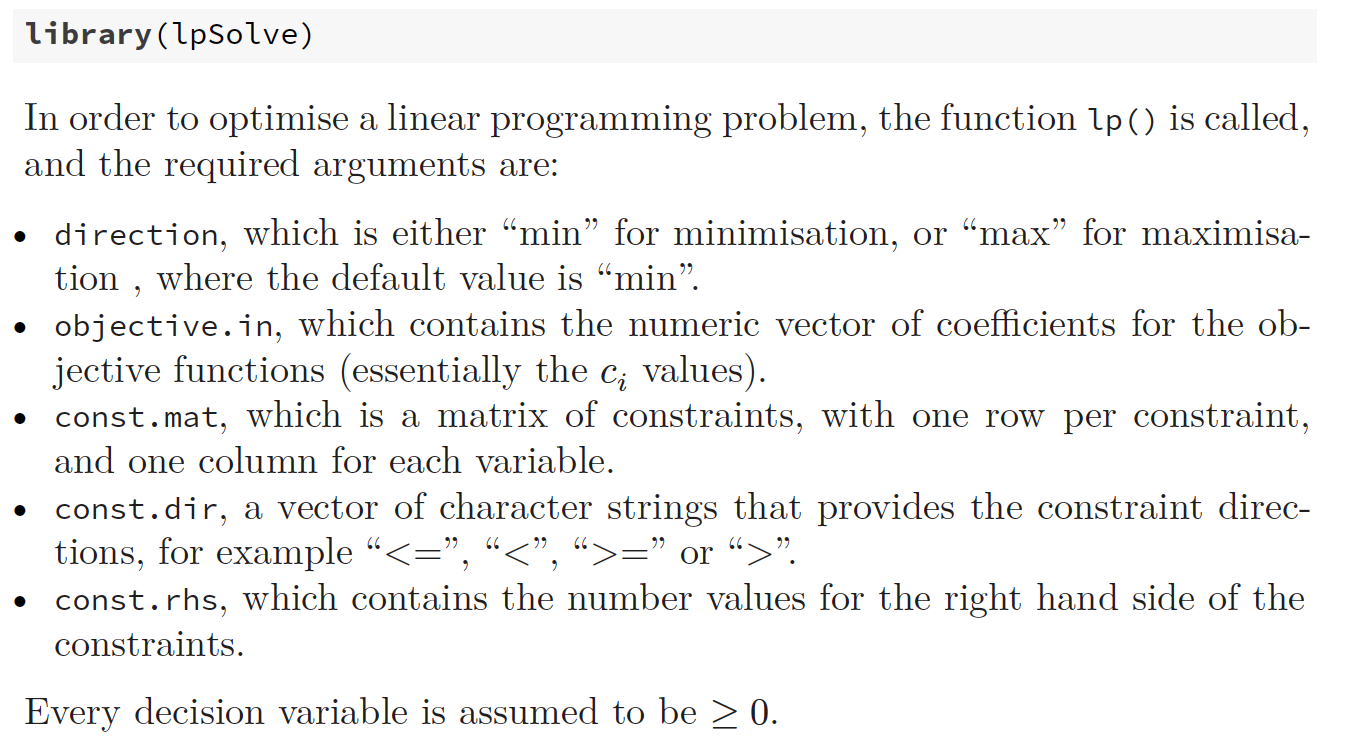 library(lpSolve)
In order to optimise a linear programming problem, the function lp() is called,
and the required arguments are:
• direction, which is either “min” for minimisation, or “max” for maximisa-
tion , where the default value is “min”.
• objective.in, which contains the numeric vector of coefficients for the ob-
jective functions (essentially the cᵢ values).
• const.mat, which is a matrix of constraints, with one row per constraint,
and one column for each variable.
• const.dir, a vector of character strings that provides the constraint direc-
tions, for example “<=”, “<”, “>=” or “>”.
• const.rhs, which contains the number values for the right hand side of the
constraints.
Every decision variable is assumed to be ≥ 0.